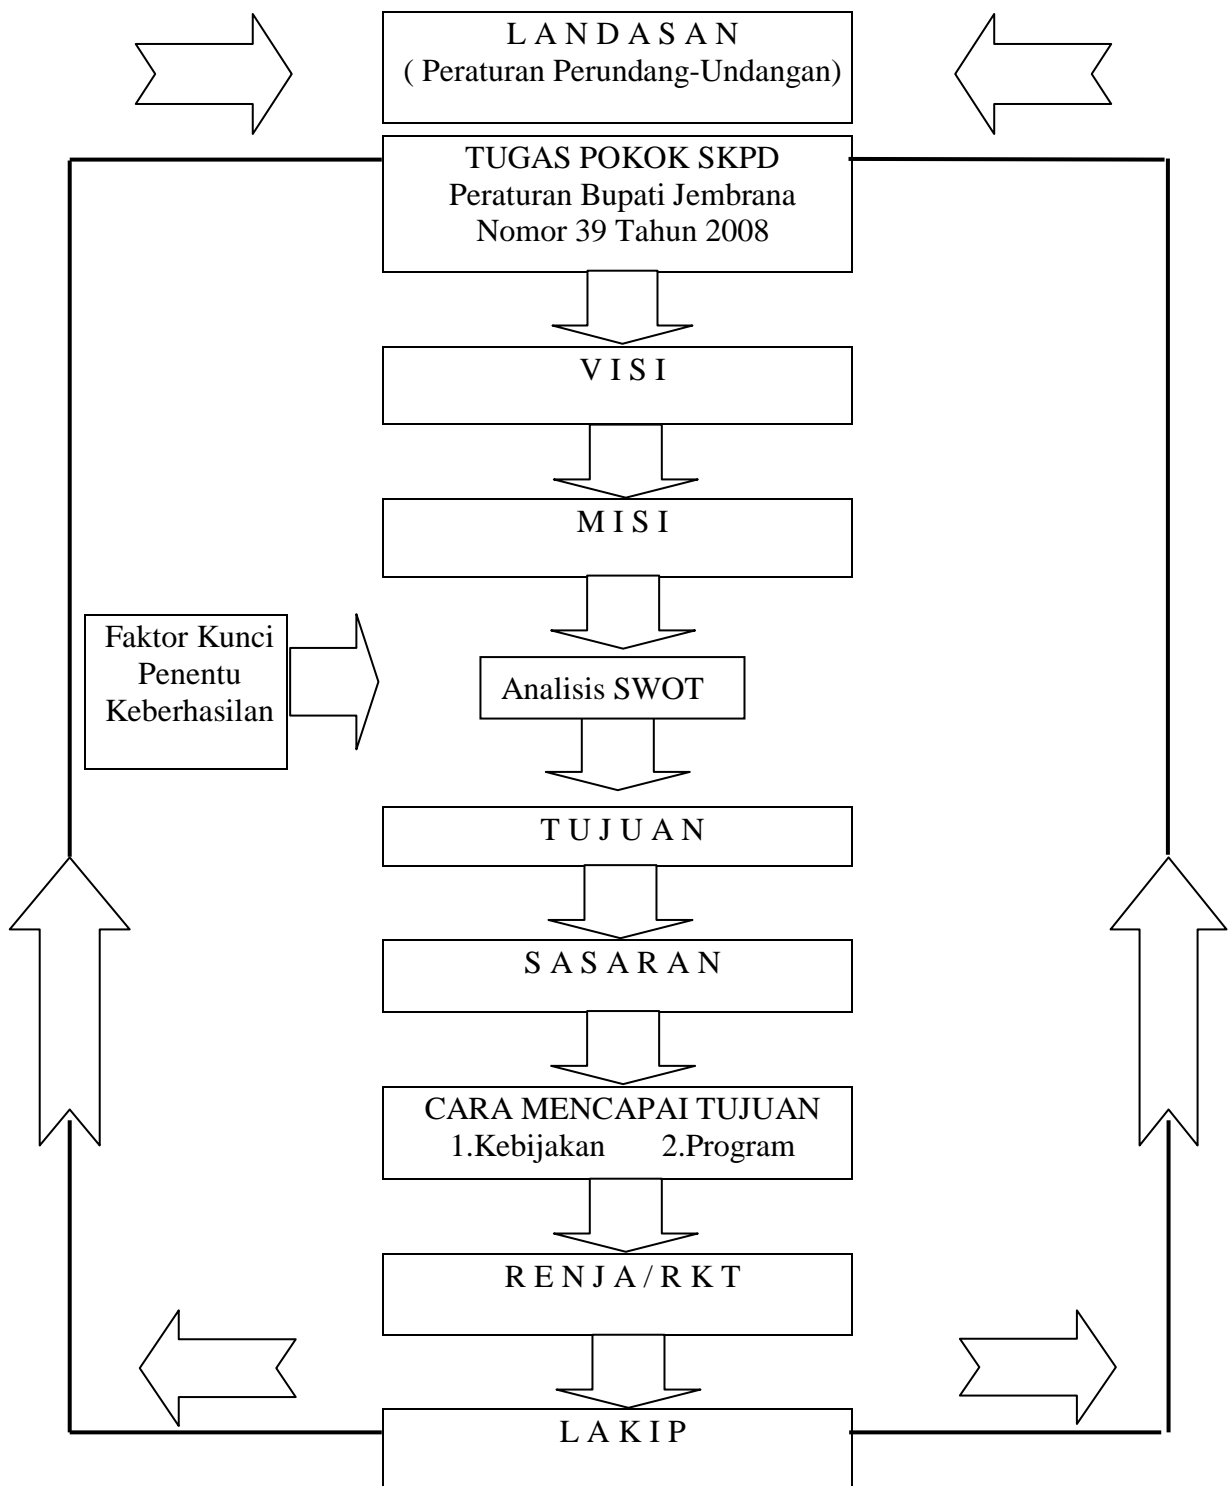 L A N D A S A N
( Peraturan Perundang-Undangan)
TUGAS POKOK SKPD
Peraturan Bupati Jembrana
Nomor 39 Tahun 2008
V I S I
M I S I
Faktor Kunci
Penentu
Keberhasilan
Analisis SWOT
T U J U A N
S A S A R A N
CARA MENCAPAI TUJUAN
1.Kebijakan 2.Program
R E N J A / R K T
L A K I P